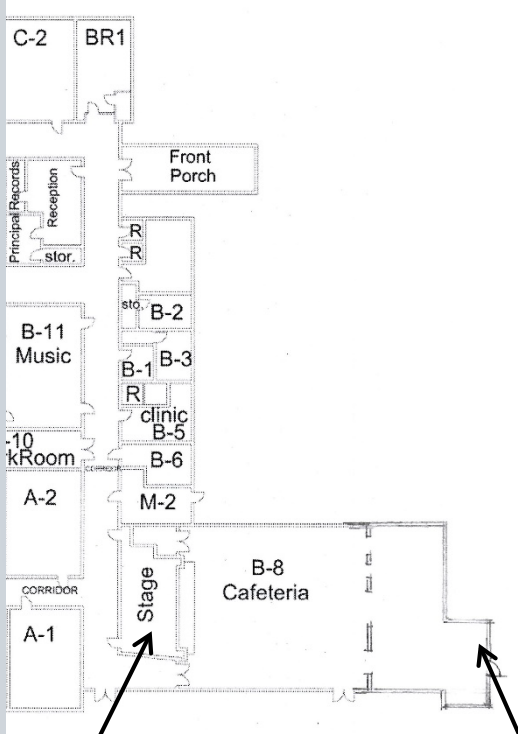 C-2
BR1
Front
Porch
Principal Records
Reception
stor.
R
R
sto.
B-2
B-11
Music
B-1
B-3
R
clinic
B-5
-10
kRoom
B-6
A-2
M-2
CORRIDOR
Stage
B-8
Cafeteria
A-1